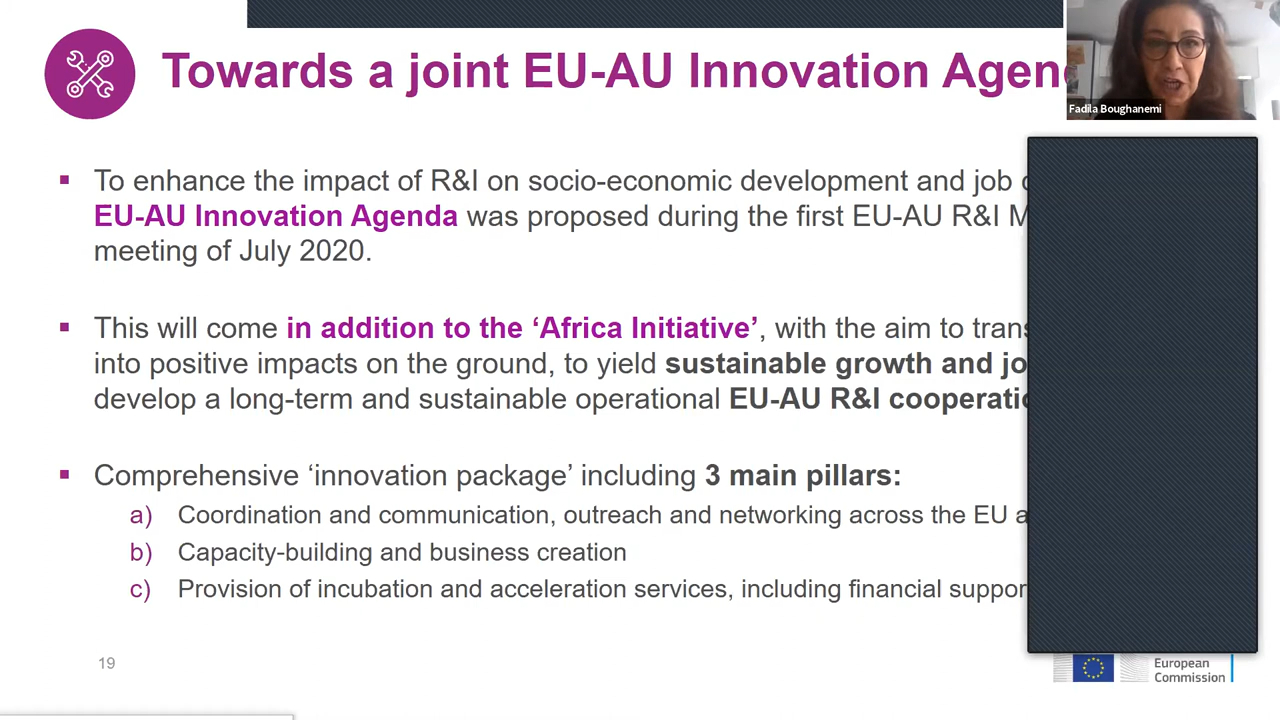 Towards a joint EU-AU Innovation
Fadila Boughanemi
▪ To enhance the impact of R&I on socio-economic development and job
EU-AU Innovation Agenda was proposed during the first EU-AU R&I
meeting of July 2020.
▪ This will come in addition to the ‘Africa Initiative’, with the aim to
into positive impacts on the ground, to yield sustainable growth and
develop a long-term and sustainable operational EU-AU R&I
▪ Comprehensive ‘innovation package’ including 3 main pillars:
a) Coordination and communication, outreach and networking across the EU
b) Capacity-building and business creation
c) Provision of incubation and acceleration services, including financial
19
European
Commission